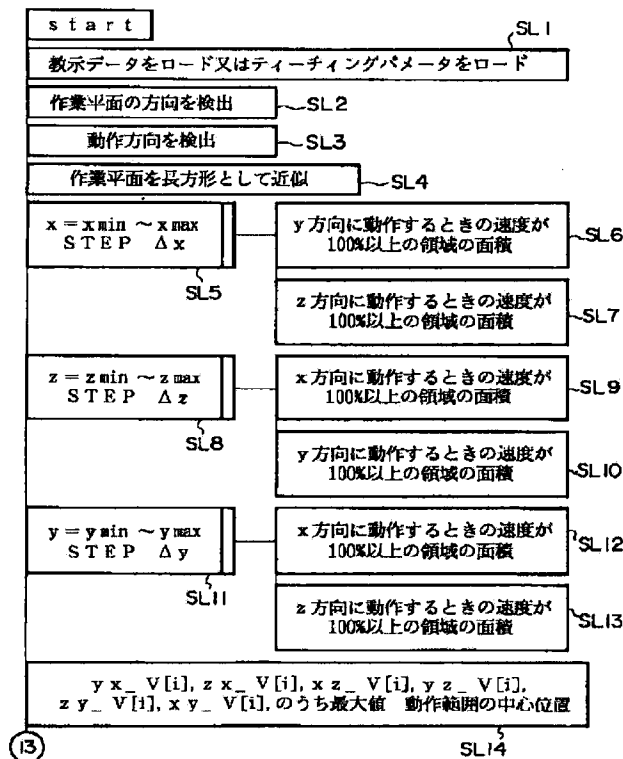 start
SL1
教示データをロード又はティーチングパメータをロード
作業平面の方向を検出
SL2
動作方向を検出
SL3
作業平面を長方形として近似
SL4
x=xmin ~xmax
STEP Δx
SL5
y方向に動作するときの速度が
100%以上の領域の面積
SL6
z方向に動作するときの速度が
100%以上の領域の面積
SL7
z=zmin ~zmax
STEP Δz
SL8
x方向に動作するときの速度が
100%以上の領域の面積
SL9
y方向に動作するときの速度が
100%以上の領域の面積
SL10
y=ymin ~ymax
STEP Δy
SL11
x方向に動作するときの速度が
100%以上の領域の面積
SL12
z方向に動作するときの速度が
100%以上の領域の面積
SL13
yx_V[i], zx_V[i], xz_V[i], yz_V[i],
zy_V[i], xy_V[i], のうち最大値 動作範囲の中心位置
13
SL14